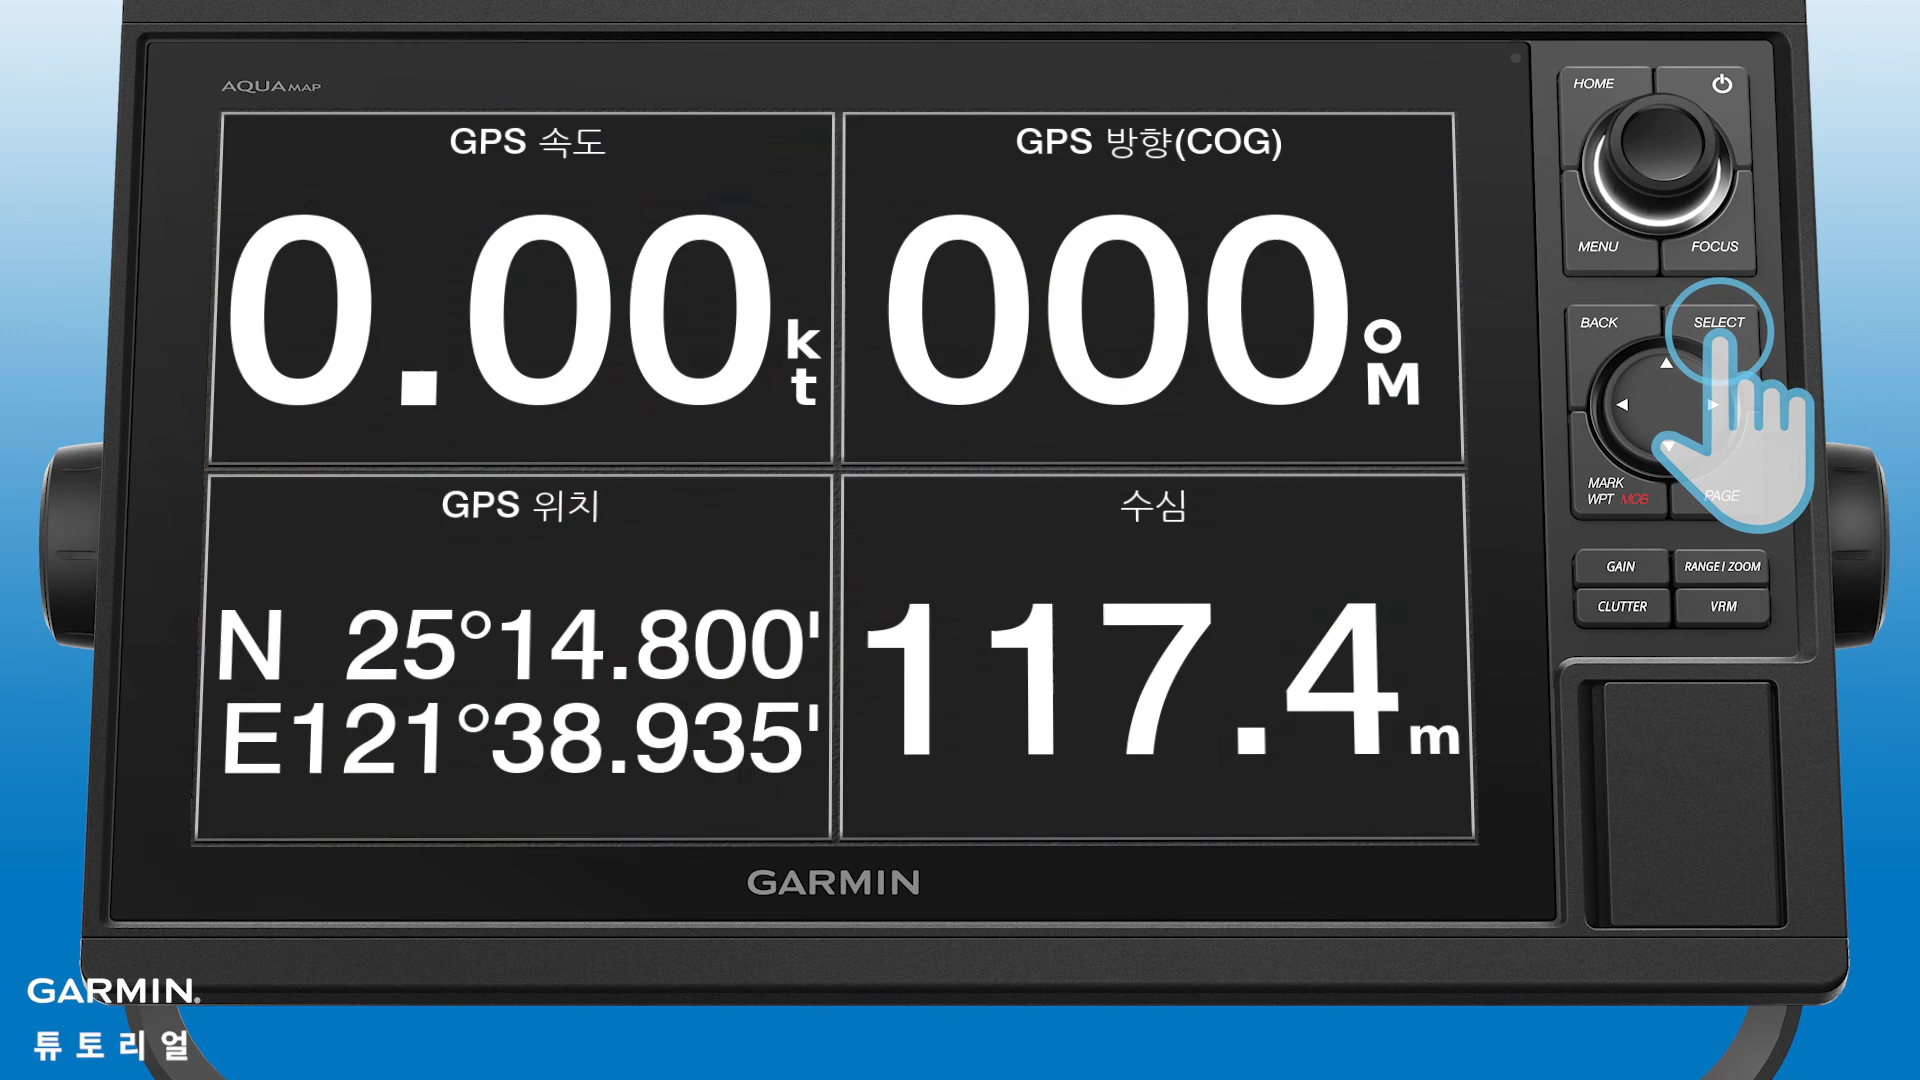 AQUA MAP
GPS 속도
0.00 kt
GPS 방향(COG)
000 °M
GPS 위치
N 25°14.800'
E121°38.935'
수심
117.4 m
GARMIN
HOME
MENU
FOCUS
BACK
SELECT
MARK
WPT MOB
PAGE
GAIN
RANGE | ZOOM
CLUTTER
VRM
GARMIN®
튜토리얼